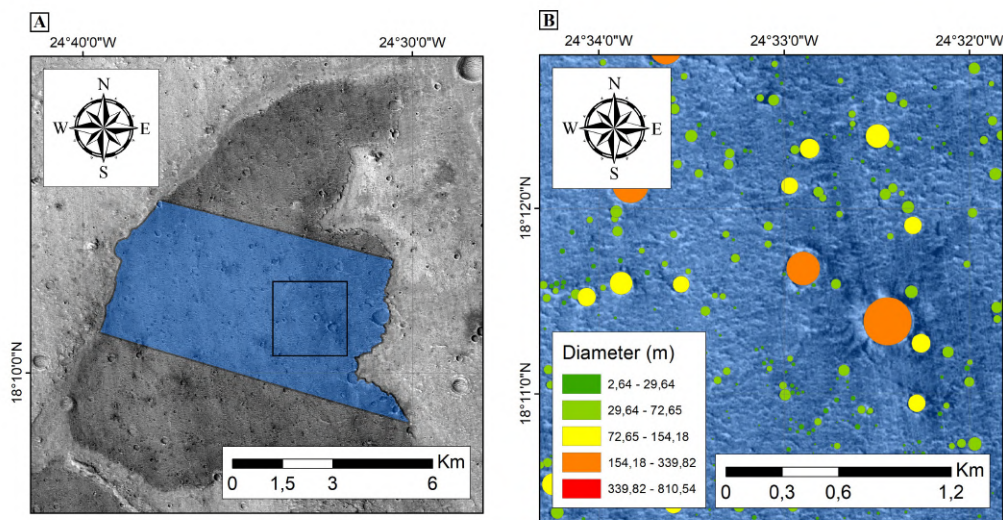 A
24°40'0"W
24°30'0"W
N
W
E
S
18°10'0"N
Km
0
1,5
3
6
B
24°34'0"W
24°33'0"W
24°32'0"W
N
W
E
S
18°12'0"N
18°11'0"N
Diameter (m)
2,64 - 29,64
29,64 - 72,65
72,65 - 154,18
154,18 - 339,82
339,82 - 810,54
Km
0
0,3
0,6
1,2